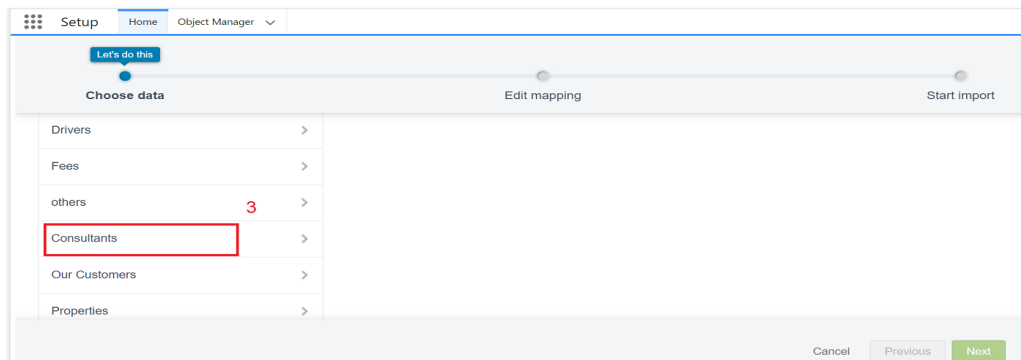 Setup Home Object Manager
Let's do this
Choose data Edit mapping Start import
Drivers
Fees
others
3
Consultants
Our Customers
Properties
Cancel Previous Next